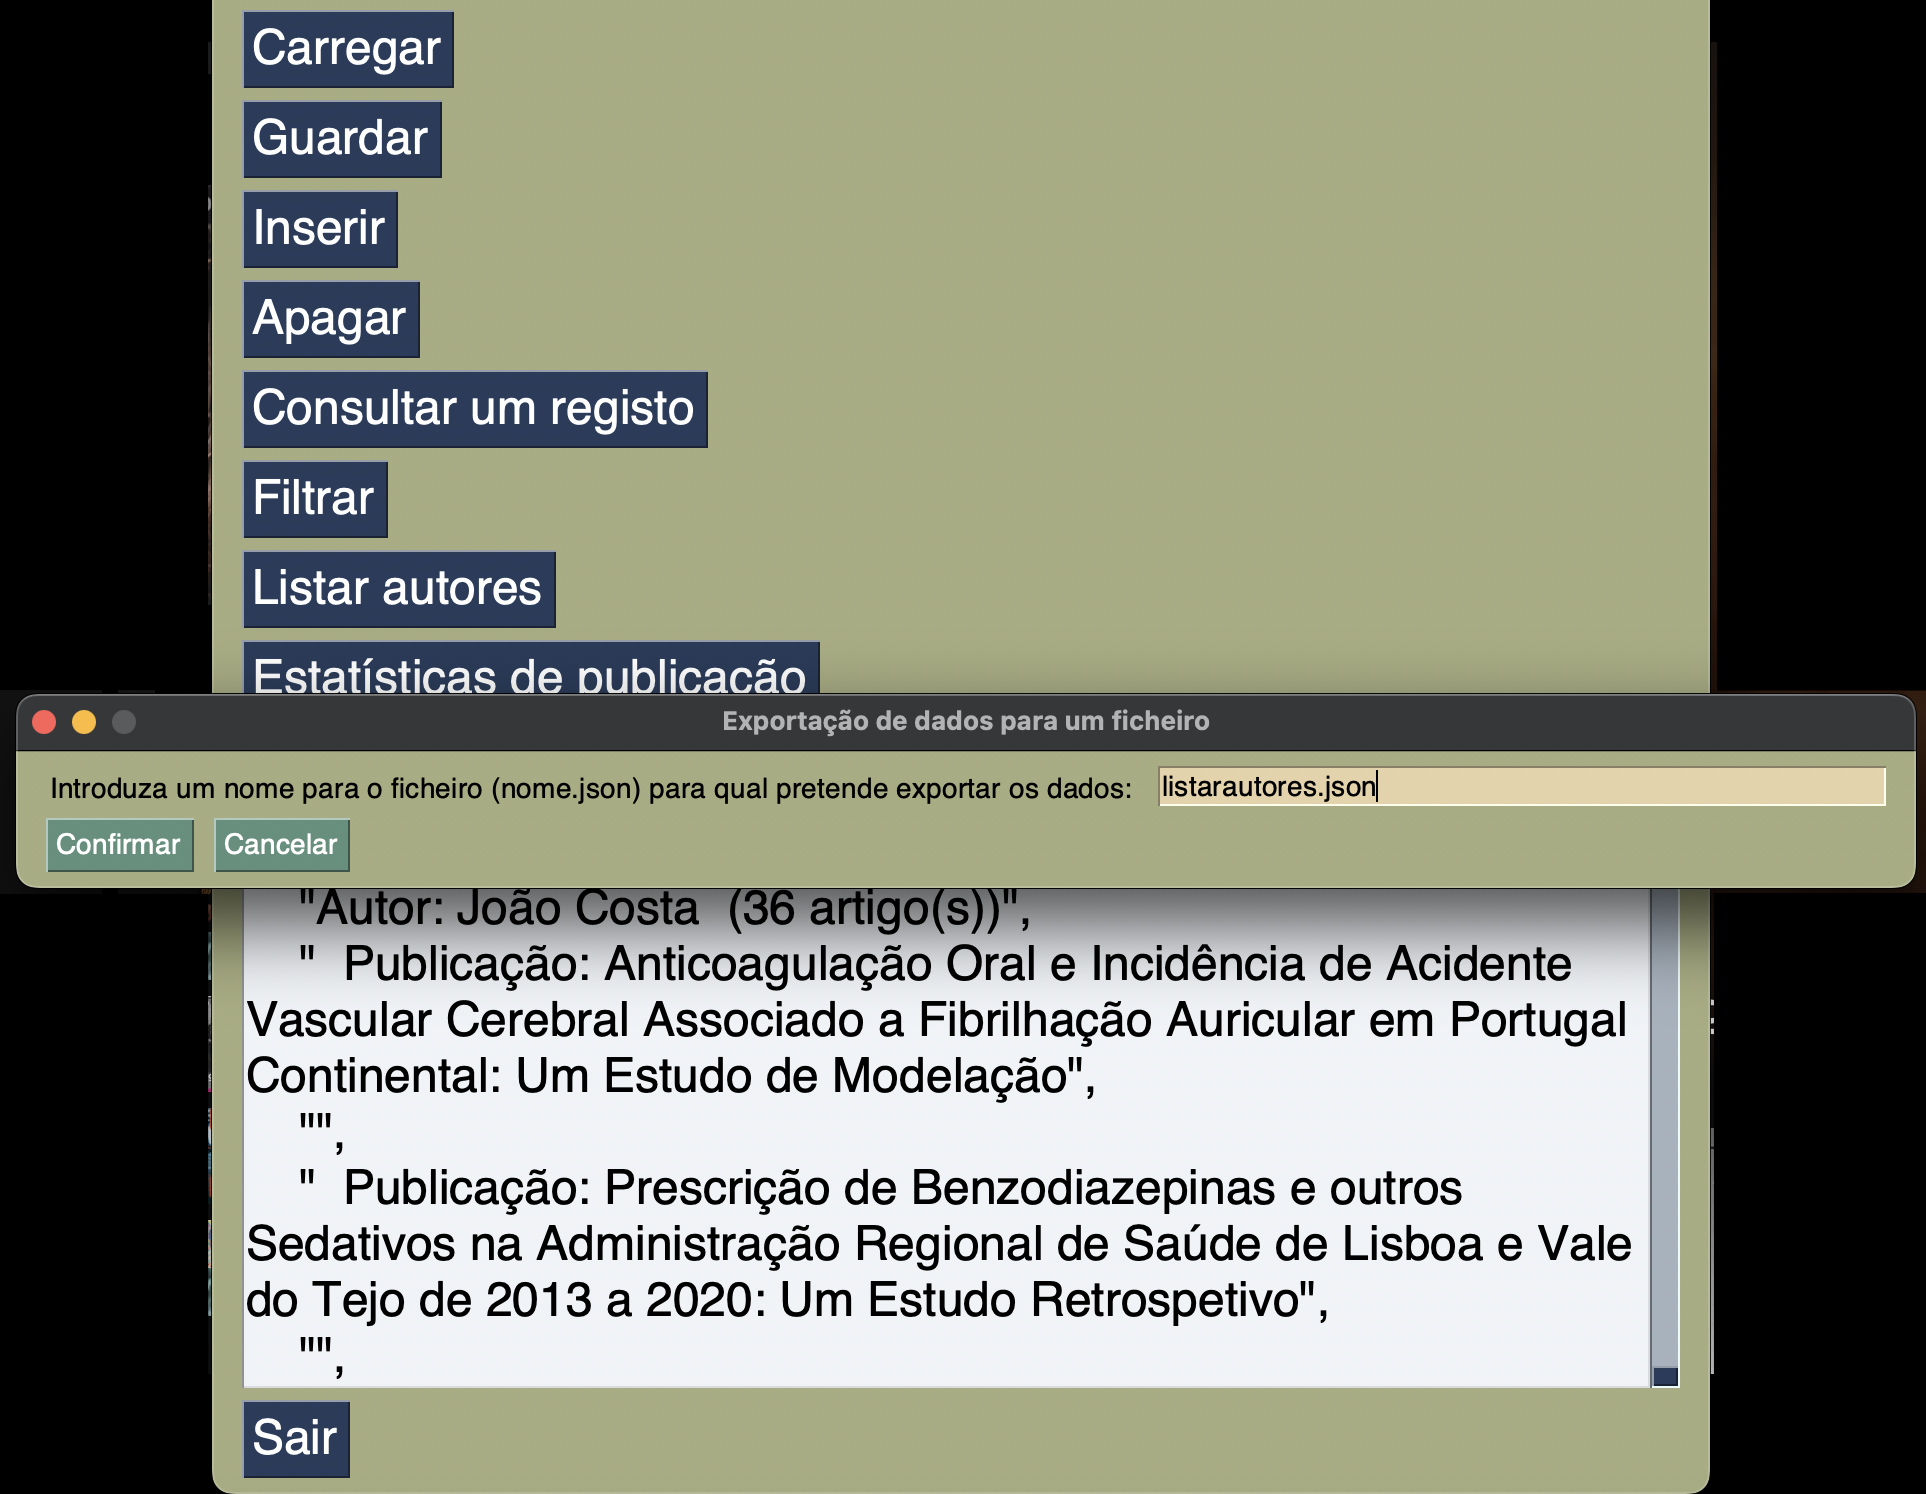 Carregar
Guardar
Inserir
Apagar
Consultar um registo
Filtrar
Listar autores
Estatísticas de publicação
Exportação de dados para um ficheiro
Introduza um nome para o ficheiro (nome.json) para qual pretende exportar os dados: listarautores.json
Confirmar Cancelar
"Autor: João Costa  (36 artigo(s))",
"  Publicação: Anticoagulação Oral e Incidência de Acidente
Vascular Cerebral Associado a Fibrilhação Auricular em Portugal
Continental: Um Estudo de Modelação",
"",
"  Publicação: Prescrição de Benzodiazepinas e outros
Sedativos na Administração Regional de Saúde de Lisboa e Vale
do Tejo de 2013 a 2020: Um Estudo Retrospetivo",
"",
Sair